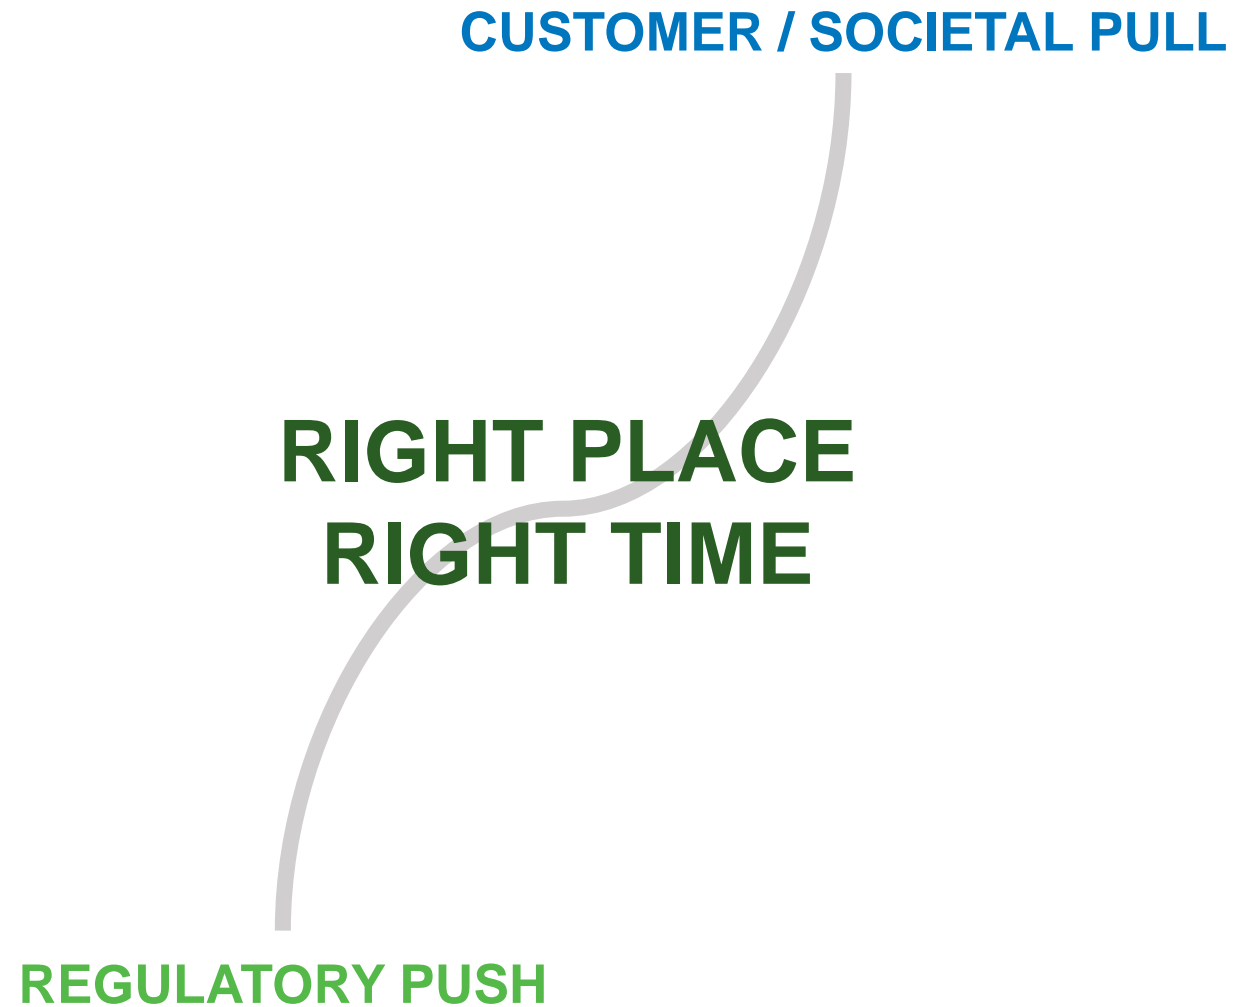 CUSTOMER / SOCIETAL PULL
RIGHT PLACE
RIGHT TIME
REGULATORY PUSH